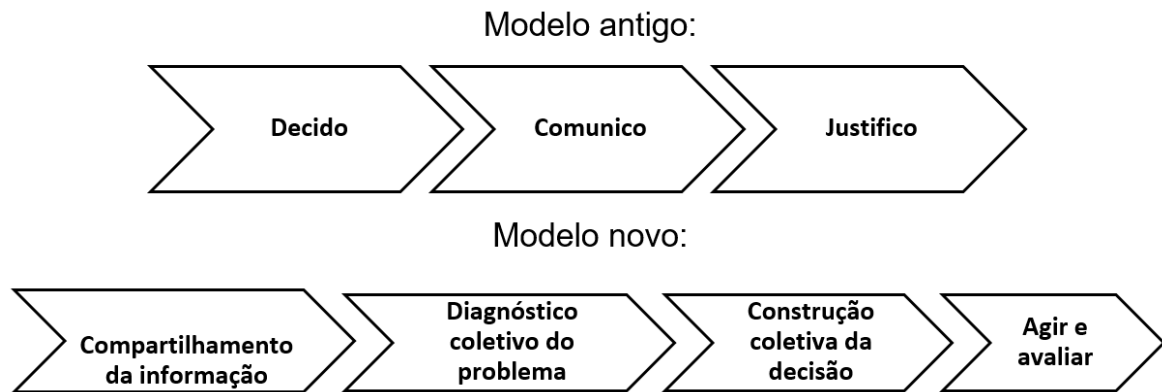 Modelo antigo:
Decido
Comunico
Justifico
Modelo novo:
Compartilhamento
da informação
Diagnóstico
coletivo do
problema
Construção
coletiva da
decisão
Agir e
avaliar